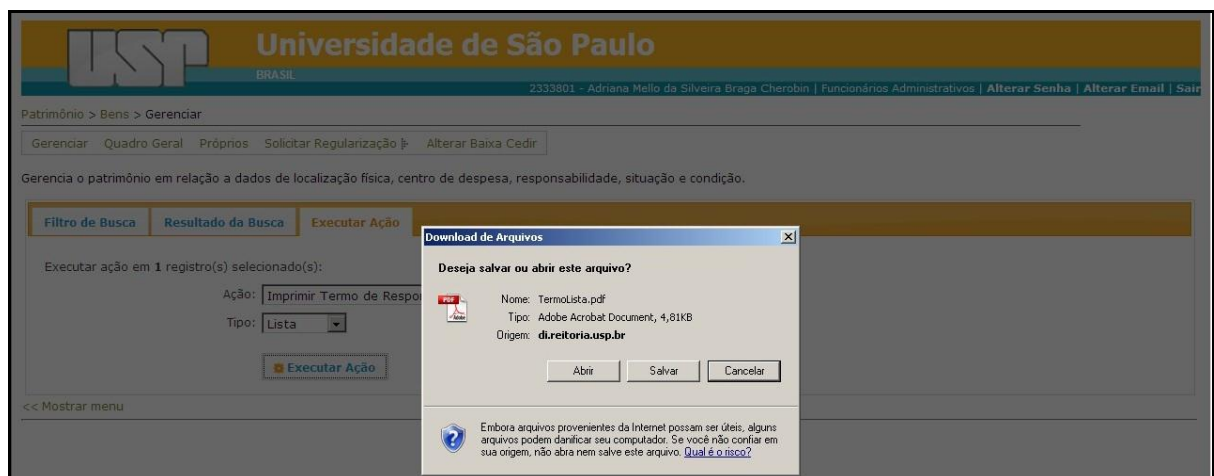 USP
Universidade de São Paulo
BRASIL
2333801 - Adriana Mello da Silveira Braga Cherobin | Funcionários Administrativos | Alterar Senha | Alterar Email | Sair
Patrimônio > Bens > Gerenciar
Gerenciar Quadro Geral Próprios Solicitar Regularização Alterar Baixa Cedir
Gerencia o patrimônio em relação a dados de localização física, centro de despesa, responsabilidade, situação e condição.
Filtro de Busca Resultado da Busca Executar Ação
Executar ação em 1 registro(s) selecionado(s):
Ação: Imprimir Termo de Respo
Tipo: Lista
Executar Ação
<< Mostrar menu
Download de Arquivos
Deseja salvar ou abrir este arquivo?
PDF
Adobe
Nome: TermoLista.pdf
Tipo: Adobe Acrobat Document, 4,81KB
Origem: di.reitoria.usp.br
Abrir Salvar Cancelar
Embora arquivos provenientes da Internet possam ser úteis, alguns
arquivos podem danificar seu computador. Se você não confiar em
sua origem, não abra nem salve este arquivo. Qual é o risco?